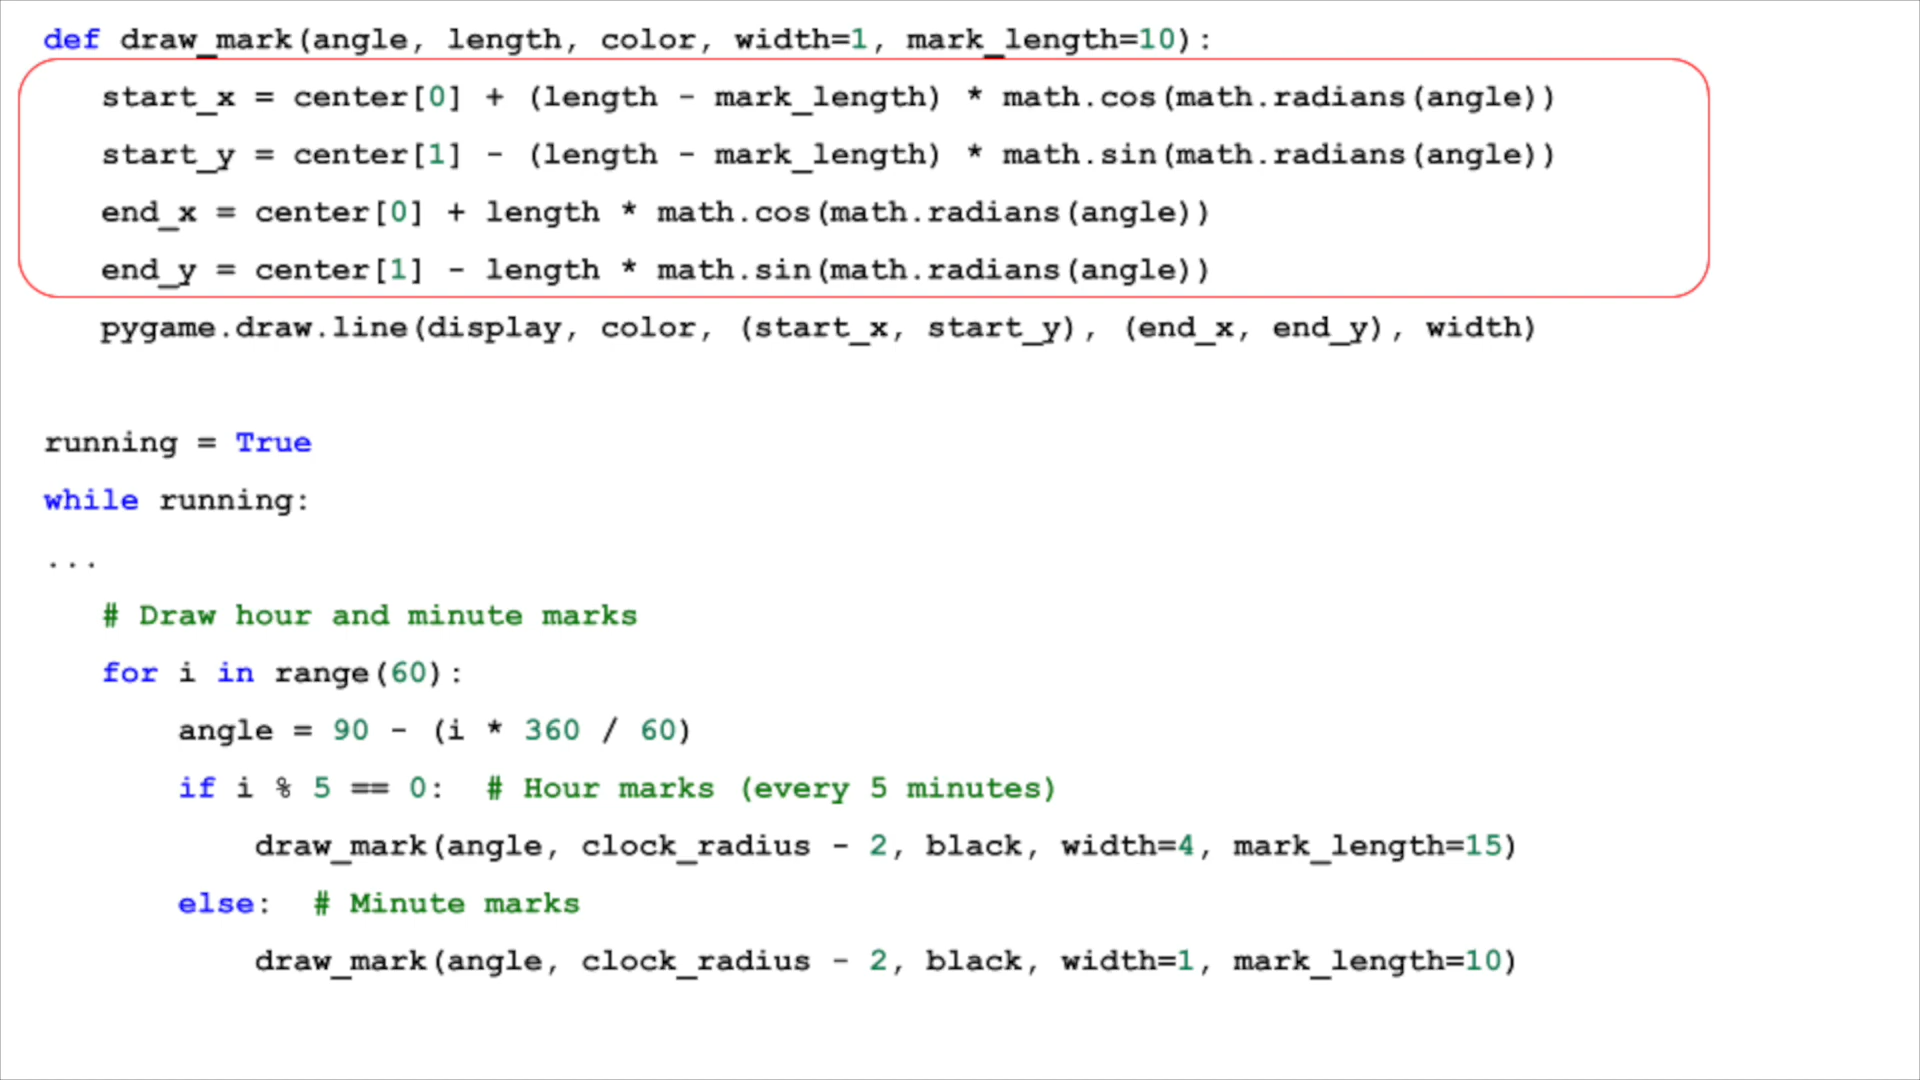 def draw_mark(angle, length, color, width=1, mark_length=10):
start_x = center[0] + (length - mark_length) * math.cos(math.radians(angle))
start_y = center[1] - (length - mark_length) * math.sin(math.radians(angle))
end_x = center[0] + length * math.cos(math.radians(angle))
end_y = center[1] - length * math.sin(math.radians(angle))
pygame.draw.line(display, color, (start_x, start_y), (end_x, end_y), width)
running = True
while running:
...
# Draw hour and minute marks
for i in range(60):
angle = 90 - (i * 360 / 60)
if i % 5 == 0:  # Hour marks (every 5 minutes)
draw_mark(angle, clock_radius - 2, black, width=4, mark_length=15)
else:  # Minute marks
draw_mark(angle, clock_radius - 2, black, width=1, mark_length=10)